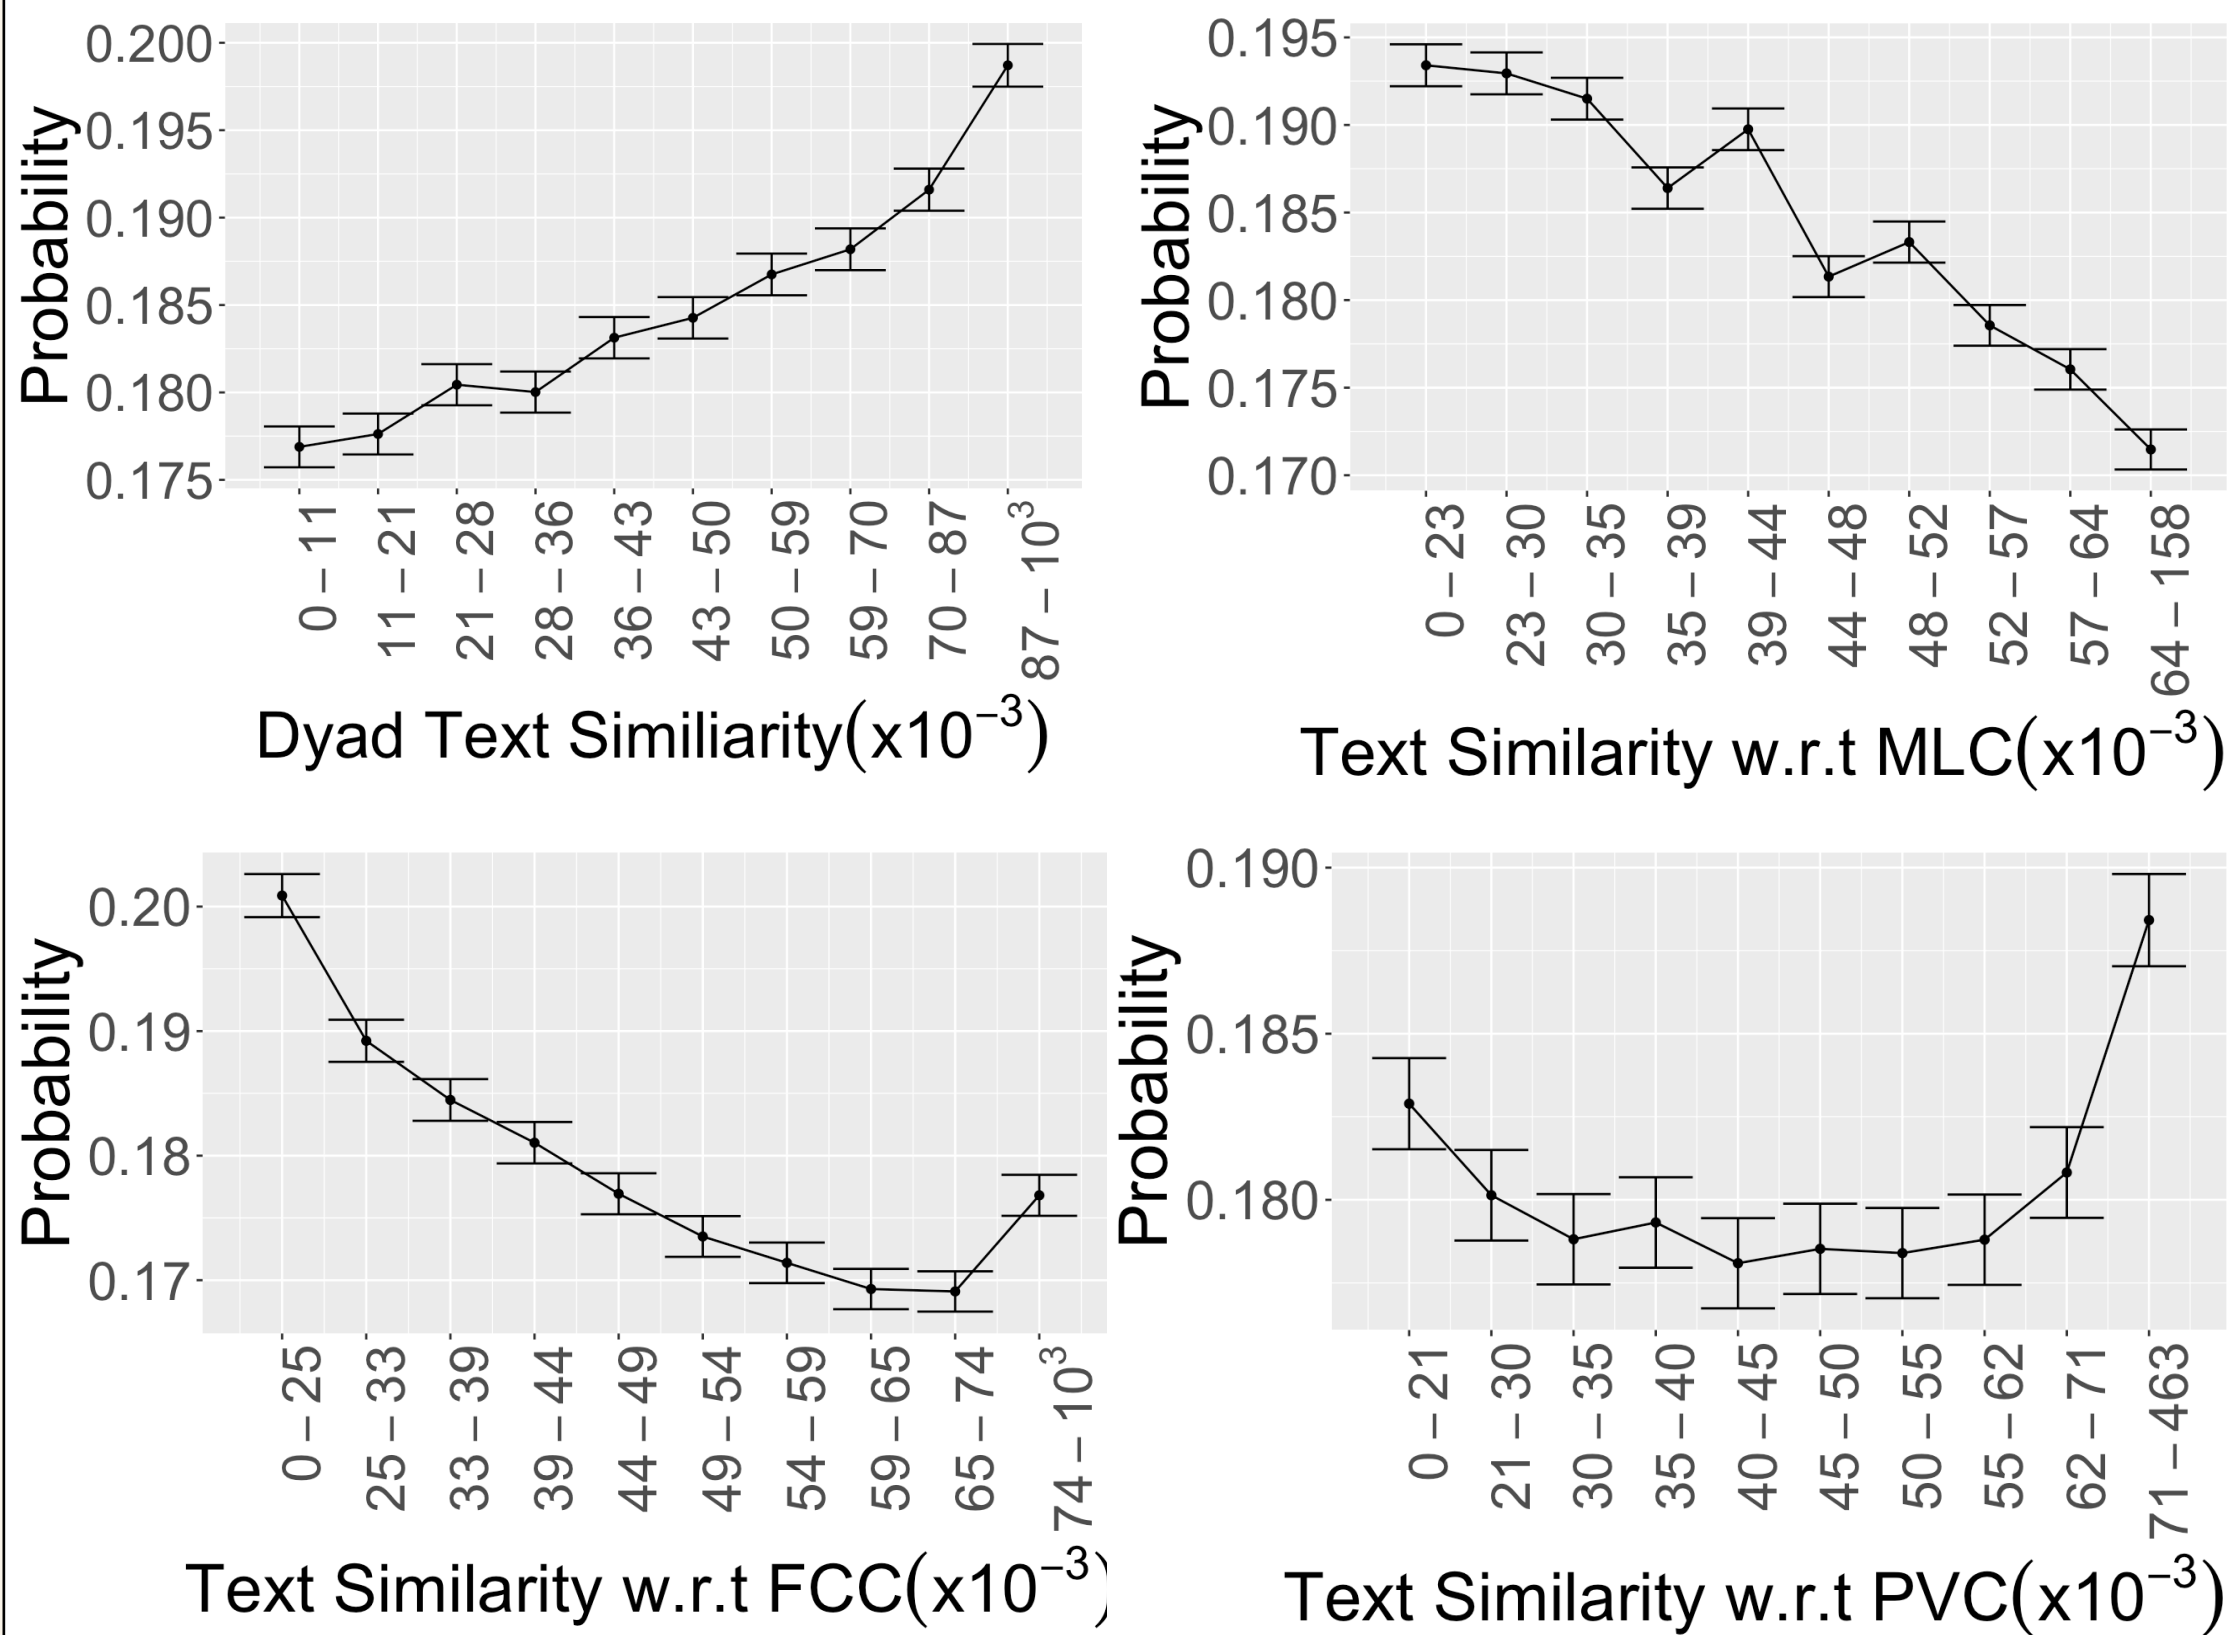 Probability
0.200
0.195
0.190
0.185
0.180
0.175
0 – 11
11 – 21
21 – 28
28 – 36
36 – 43
43 – 50
50 – 59
59 – 70
70 – 87
87 – 10³
Dyad Text Similiarity(x10⁻³)
Probability
0.195
0.190
0.185
0.180
0.175
0.170
0 – 23
23 – 30
30 – 35
35 – 39
39 – 44
44 – 48
48 – 52
52 – 57
57 – 64
64 – 158
Text Similarity w.r.t MLC(x10⁻³)
Probability
0.20
0.19
0.18
0.17
0 – 25
25 – 33
33 – 39
39 – 44
44 – 49
49 – 54
54 – 59
59 – 65
65 – 74
74 – 10³
Text Similarity w.r.t FCC(x10⁻³)
Probability
0.190
0.185
0.180
0 – 21
21 – 30
30 – 35
35 – 40
40 – 45
45 – 50
50 – 55
55 – 62
62 – 71
71 – 463
Text Similarity w.r.t PVC(x10⁻³)